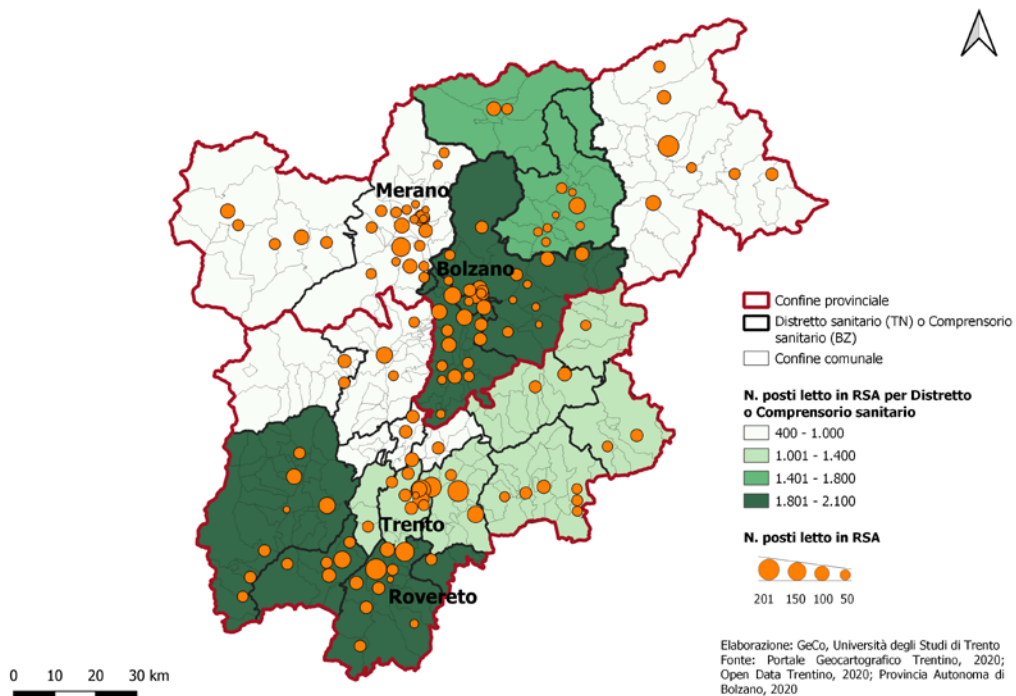 Merano
Bolzano
Trento
Rovereto
Confine provinciale
Distretto sanitario (TN) o Comprensorio
sanitario (BZ)
Confine comunale
N. posti letto in RSA per Distretto
o Comprensorio sanitario
400 - 1.000
1.001 - 1.400
1.401 - 1.800
1.801 - 2.100
N. posti letto in RSA
201 150 100 50
0 10 20 30 km
Elaborazione: GeCo, Università degli Studi di Trento
Fonte: Portale Geocartografico Trentino, 2020;
Open Data Trentino, 2020; Provincia Autonoma di
Bolzano, 2020